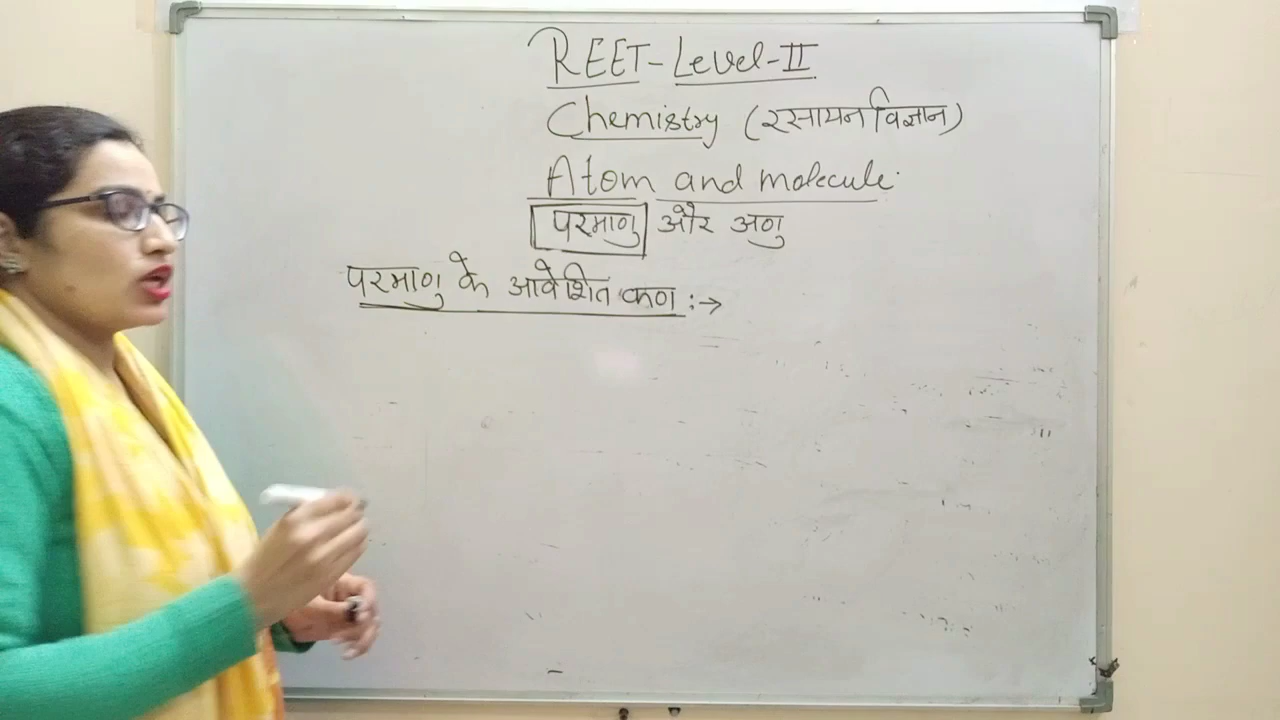 REET-Level-II
Chemistry (रसायन विज्ञान)
Atom and molecule.
परमाणु और अणु
परमाणु के आवेशित कण :→